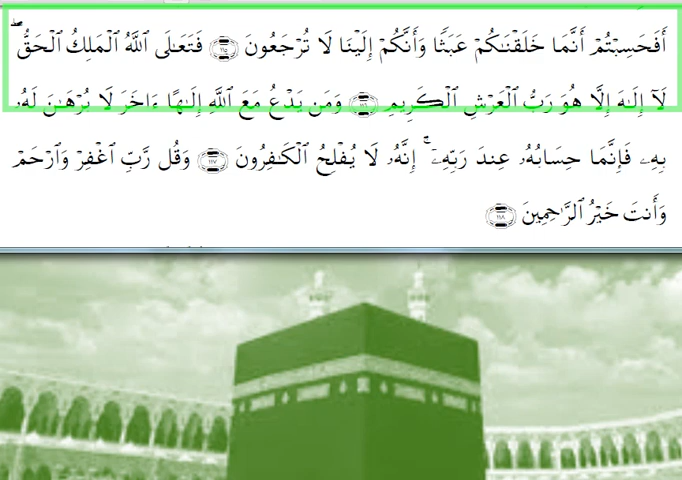 أَفَحَسِبْتُمْ أَنَّمَا خَلَقْنَـٰكُمْ عَبَثًا وَأَنَّكُمْ إِلَيْنَا لَا تُرْجَعُونَ ١١٥ فَتَعَـٰلَى ٱللَّهُ ٱلْمَلِكُ ٱلْحَقُّ ۖ
لَآ إِلَـٰهَ إِلَّا هُوَ رَبُّ ٱلْعَرْشِ ٱلْكَرِيمِ ١١٦ وَمَن يَدْعُ مَعَ ٱللَّهِ إِلَـٰهًا ءَاخَرَ لَا بُرْهَـٰنَ لَهُۥ
بِهِۦ فَإِنَّمَا حِسَابُهُۥ عِندَ رَبِّهِۦٓ ۚ إِنَّهُۥ لَا يُفْلِحُ ٱلْكَـٰفِرُونَ ١١٧ وَقُل رَّبِّ ٱغْفِرْ وَٱرْحَمْ
وَأَنتَ خَيْرُ ٱلرَّٰحِمِينَ ١١٨